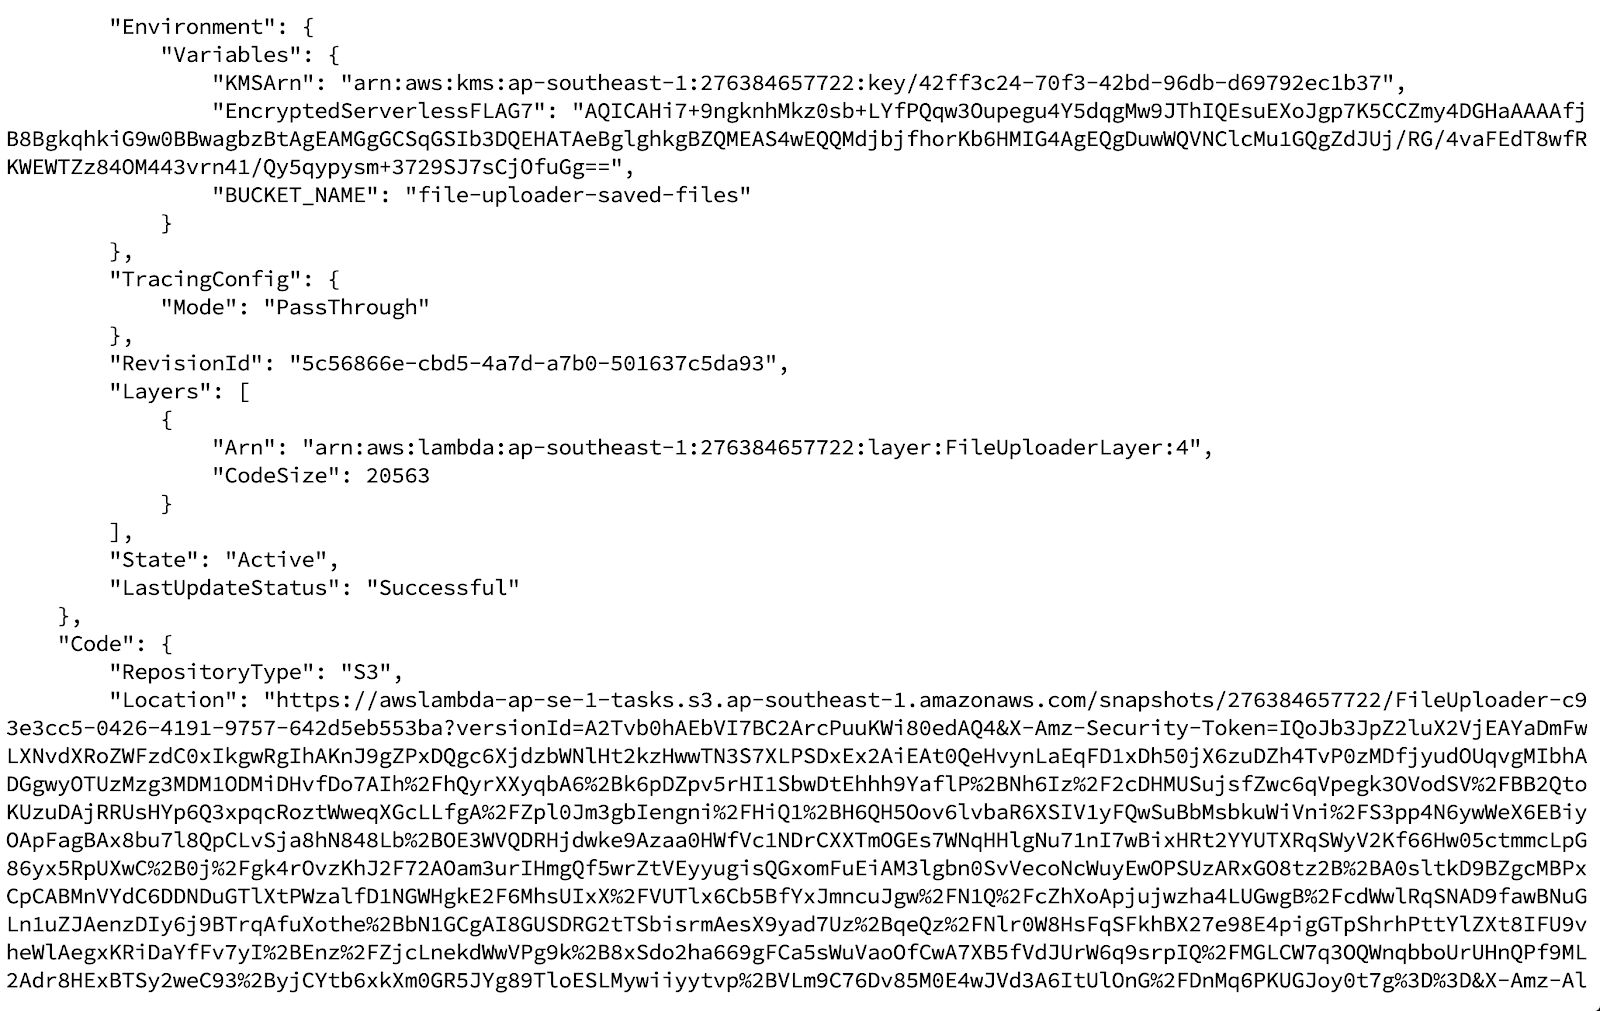 "Environment": {
"Variables": {
"KMSArn": "arn:aws:kms:ap-southeast-1:276384657722:key/42ff3c24-70f3-42bd-96db-d69792ec1b37",
"EncryptedServerlessFLAG7": "AQICAHi7+9ngknhMkz0sb+LYfPQqw3Oupegu4Y5dqgMw9JThIQEsuEXoJgp7K5CCZmy4DGHaAAAAfj
B8BgkqhkiG9w0BBwagbzBtAgEAMGgGCSqGSIb3DQEHATAeBglghkgBZQMEAS4wEQQMdjbjfhorKb6HMIG4AgEQgDuwWQVNClcMu1GQgZdJUj/RG/4vaFEdT8wfR
KWEWTZz84OM443vrn41/Qy5qypysm+3729SJ7sCjOfuGg==",
"BUCKET_NAME": "file-uploader-saved-files"
}
},
"TracingConfig": {
"Mode": "PassThrough"
},
"RevisionId": "5c56866e-cbd5-4a7d-a7b0-501637c5da93",
"Layers": [
{
"Arn": "arn:aws:lambda:ap-southeast-1:276384657722:layer:FileUploaderLayer:4",
"CodeSize": 20563
}
],
"State": "Active",
"LastUpdateStatus": "Successful"
},
"Code": {
"RepositoryType": "S3",
"Location": "https://awslambda-ap-se-1-tasks.s3.ap-southeast-1.amazonaws.com/snapshots/276384657722/FileUploader-c9
3e3cc5-0426-4191-9757-642d5eb553ba?versionId=A2Tvb0hAEbVI7BC2ArcPuuKWi80edAQ4&X-Amz-Security-Token=IQoJb3JpZ2luX2VjEAYaDmFw
LXNvdXRoZWFzdC0xIkgwRgIhAKnJ9gZPxDQgc6XjdzbWNlHt2kzHwwTN3S7XLPSDxEx2AiEAt0QeHvynLaEqFD1xDh50jX6zuDZh4TvP0zMDfjyudOUqvgMIbhA
DGgwyOTUzMzg3MDM1ODMiDHvfDo7AIh%2FhQyrXXyqbA6%2Bk6pDZpv5rHI1SbwDtEhhh9YaflP%2BNh6Iz%2F2cDHMUSujsfZwc6qVpegk3OVodSV%2FBB2Qto
KUzuDAjRRUsHYp6Q3xpqcRoztWweqXGcLLfgA%2FZpl0Jm3gbIengni%2FHiQ1%2BH6QH5Oov6lvbaR6XSIV1yFQwSuBbMsbkuWiVni%2FS3pp4N6ywWeX6EBiy
OApFagBAx8bu7l8QpCLvSja8hN848Lb%2BOE3WVQDRHjdwke9Azaa0HWfVc1NDrCXXTmOGEs7WNqHHlgNu71nI7wBixHRt2YYUTXRqSWyV2Kf66Hw05ctmmcLpG
86yx5RpUXwC%2B0j%2Fgk4rOvzKhJ2F72AOam3urIHmgQf5wrZtVEyyugisQGxomFuEiAM3lgbn0SvVecoNcWuyEwOPSUzARxGO8tz2B%2BA0sltkD9BZgcMBPx
CpCABMnVYdC6DDNDuGTlXtPWzalfD1NGWHgkE2F6MhsUIxX%2FVUTlx6Cb5BfYxJmncuJgw%2FN1Q%2FcZhXoApjujwzha4LUGwgB%2FcdWwlRqSNAD9fawBNuG
Ln1uZJAenzDIy6j9BTrqAfuXothe%2BbN1GCgAI8GUSDRG2tTSbisrmAesX9yad7Uz%2BqeQz%2FNlr0W8HsFqSFkhBX27e98E4pigGTpShrhPttYlZXt8IFU9v
heWlAegxKRiDaYfFv7yI%2BEnz%2FZjcLnekdWwVPg9k%2B8xSdo2ha669gFCa5sWuVaoOfCwA7XB5fVdJUrW6q9srpIQ%2FMGLCW7q3OQWnqbboUrUHnQPf9ML
2Adr8HExBTSy2weC93%2ByjCYtb6xkXm0GR5JYg89TloESLMywiiyytvp%2BVLm9C76Dv85M0E4wJVd3A6ItUlOnG%2FDnMq6PKUGJoy0t7g%3D%3D&X-Amz-Al